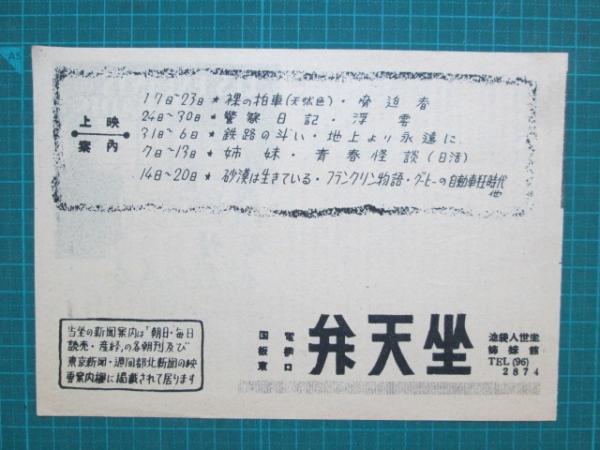 上映案内
17日~23日★裸の拍車(天然色)・脅迫者
24日~30日★警察日記・浮雲
31日~6日★鉄路の斗い・地上より永遠に
7日~13日★姉妹・青春怪談(日活)
14日~20日★砂漠は生きている・フランクリン物語・グーヒーの自動車狂時代
他
当坐の新聞案内は「朝日・毎日
読売・産経」の各朝刊及び
東京新聞・週間都北新聞の映
画案内欄に掲載されて居ります
国電
板橋
東口
弁天坐
池袋人世坐
姉妹館
TEL(96)
2874
A5